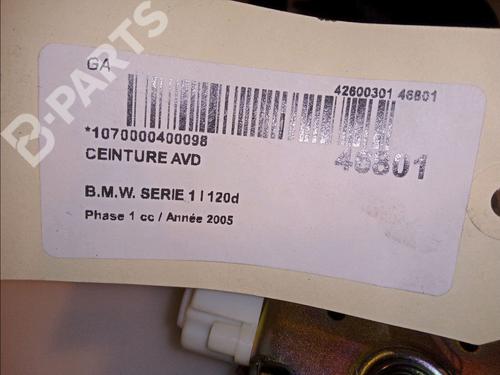 B-PARTS
GA
42600301 46801
*1070000400098
CEINTURE AVD
46801
B.M.W. SERIE 1 I 120d
Phase 1 cc / Année 2005